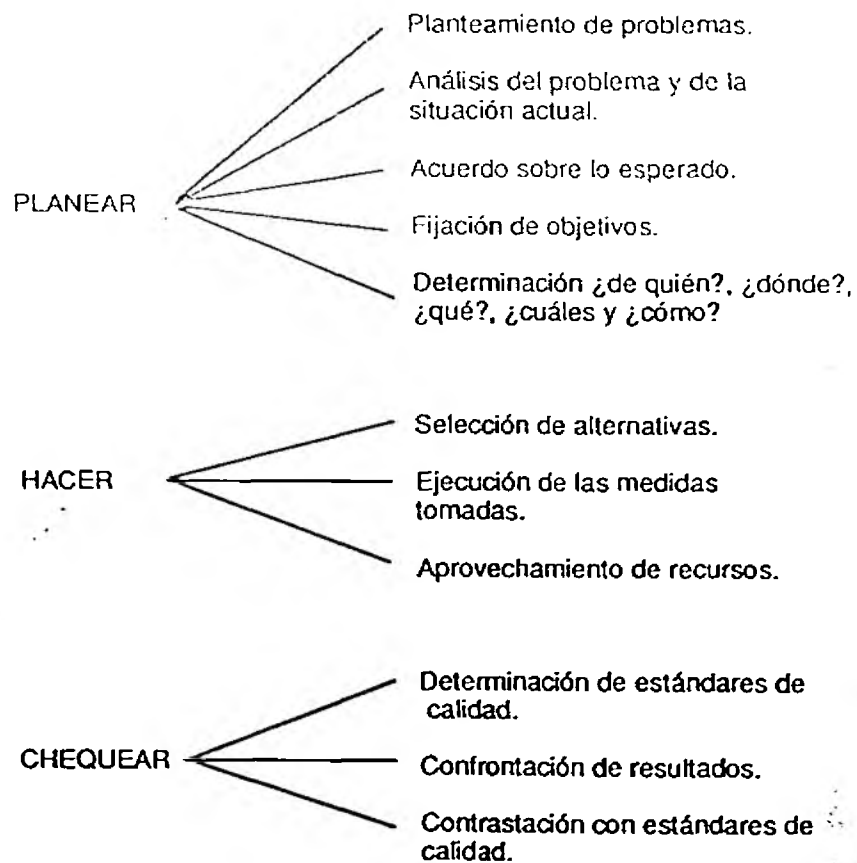 Planteamiento de problemas.
Análisis del problema y de la
situación actual.
Acuerdo sobre lo esperado.
PLANEAR
Fijación de objetivos.
Determinación ¿de quién?, ¿dónde?,
¿qué?, ¿cuáles y ¿cómo?
Selección de alternativas.
HACER
Ejecución de las medidas
tomadas.
Aprovechamiento de recursos.
Determinación de estándares de
calidad.
CHEQUEAR
Confrontación de resultados.
Contrastación con estándares de
calidad.